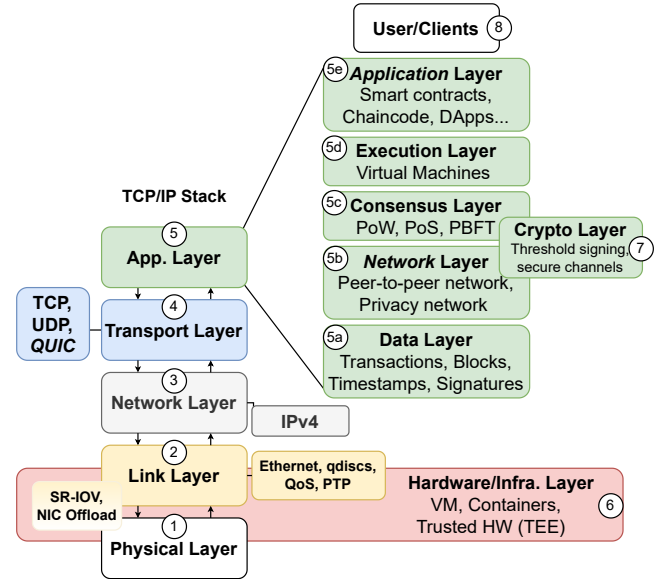 User/Clients
8
5e
Application Layer
Smart contracts,
Chaincode, DApps...
5d
Execution Layer
Virtual Machines
5c
Consensus Layer
PoW, PoS, PBFT
Crypto Layer
Threshold signing,
secure channels
7
5b
Network Layer
Peer-to-peer network,
Privacy network
5a
Data Layer
Transactions, Blocks,
Timestamps, Signatures
TCP/IP Stack
5
App. Layer
TCP,
UDP,
QUIC
4
Transport Layer
3
Network Layer
IPv4
2
Link Layer
Ethernet, qdiscs,
QoS, PTP
SR-IOV,
NIC Offload
1
Physical Layer
Hardware/Infra. Layer
VM, Containers,
Trusted HW (TEE)
6